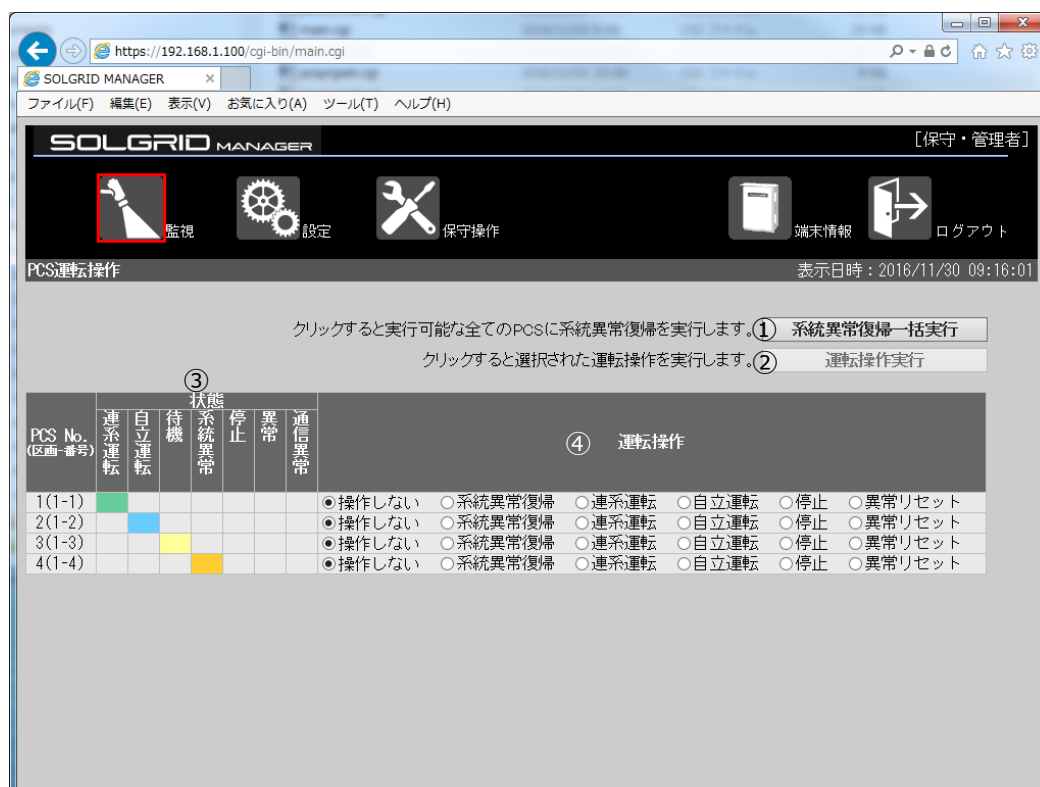 https://192.168.1.100/cgi-bin/main.cgi
SOLGRID MANAGER ×
ファイル(F) 編集(E) 表示(V) お気に入り(A) ツール(T) ヘルプ(H)
SOLGRID MANAGER [保守・管理者]
監視 設定 保守操作 端末情報 ログアウト
PCS運転操作 表示日時：2016/11/30 09:16:01
クリックすると実行可能な全てのPCSに系統異常復帰を実行します。① 系統異常復帰一括実行
クリックすると選択された運転操作を実行します。② 運転操作実行
③
状態
PCS No.
(区画-番号)
連系運転
自立運転
待機
系統異常
停止
異常
通信異常
④ 運転操作
1(1-1) 操作しない 系統異常復帰 連系運転 自立運転 停止 異常リセット
2(1-2) 操作しない 系統異常復帰 連系運転 自立運転 停止 異常リセット
3(1-3) 操作しない 系統異常復帰 連系運転 自立運転 停止 異常リセット
4(1-4) 操作しない 系統異常復帰 連系運転 自立運転 停止 異常リセット